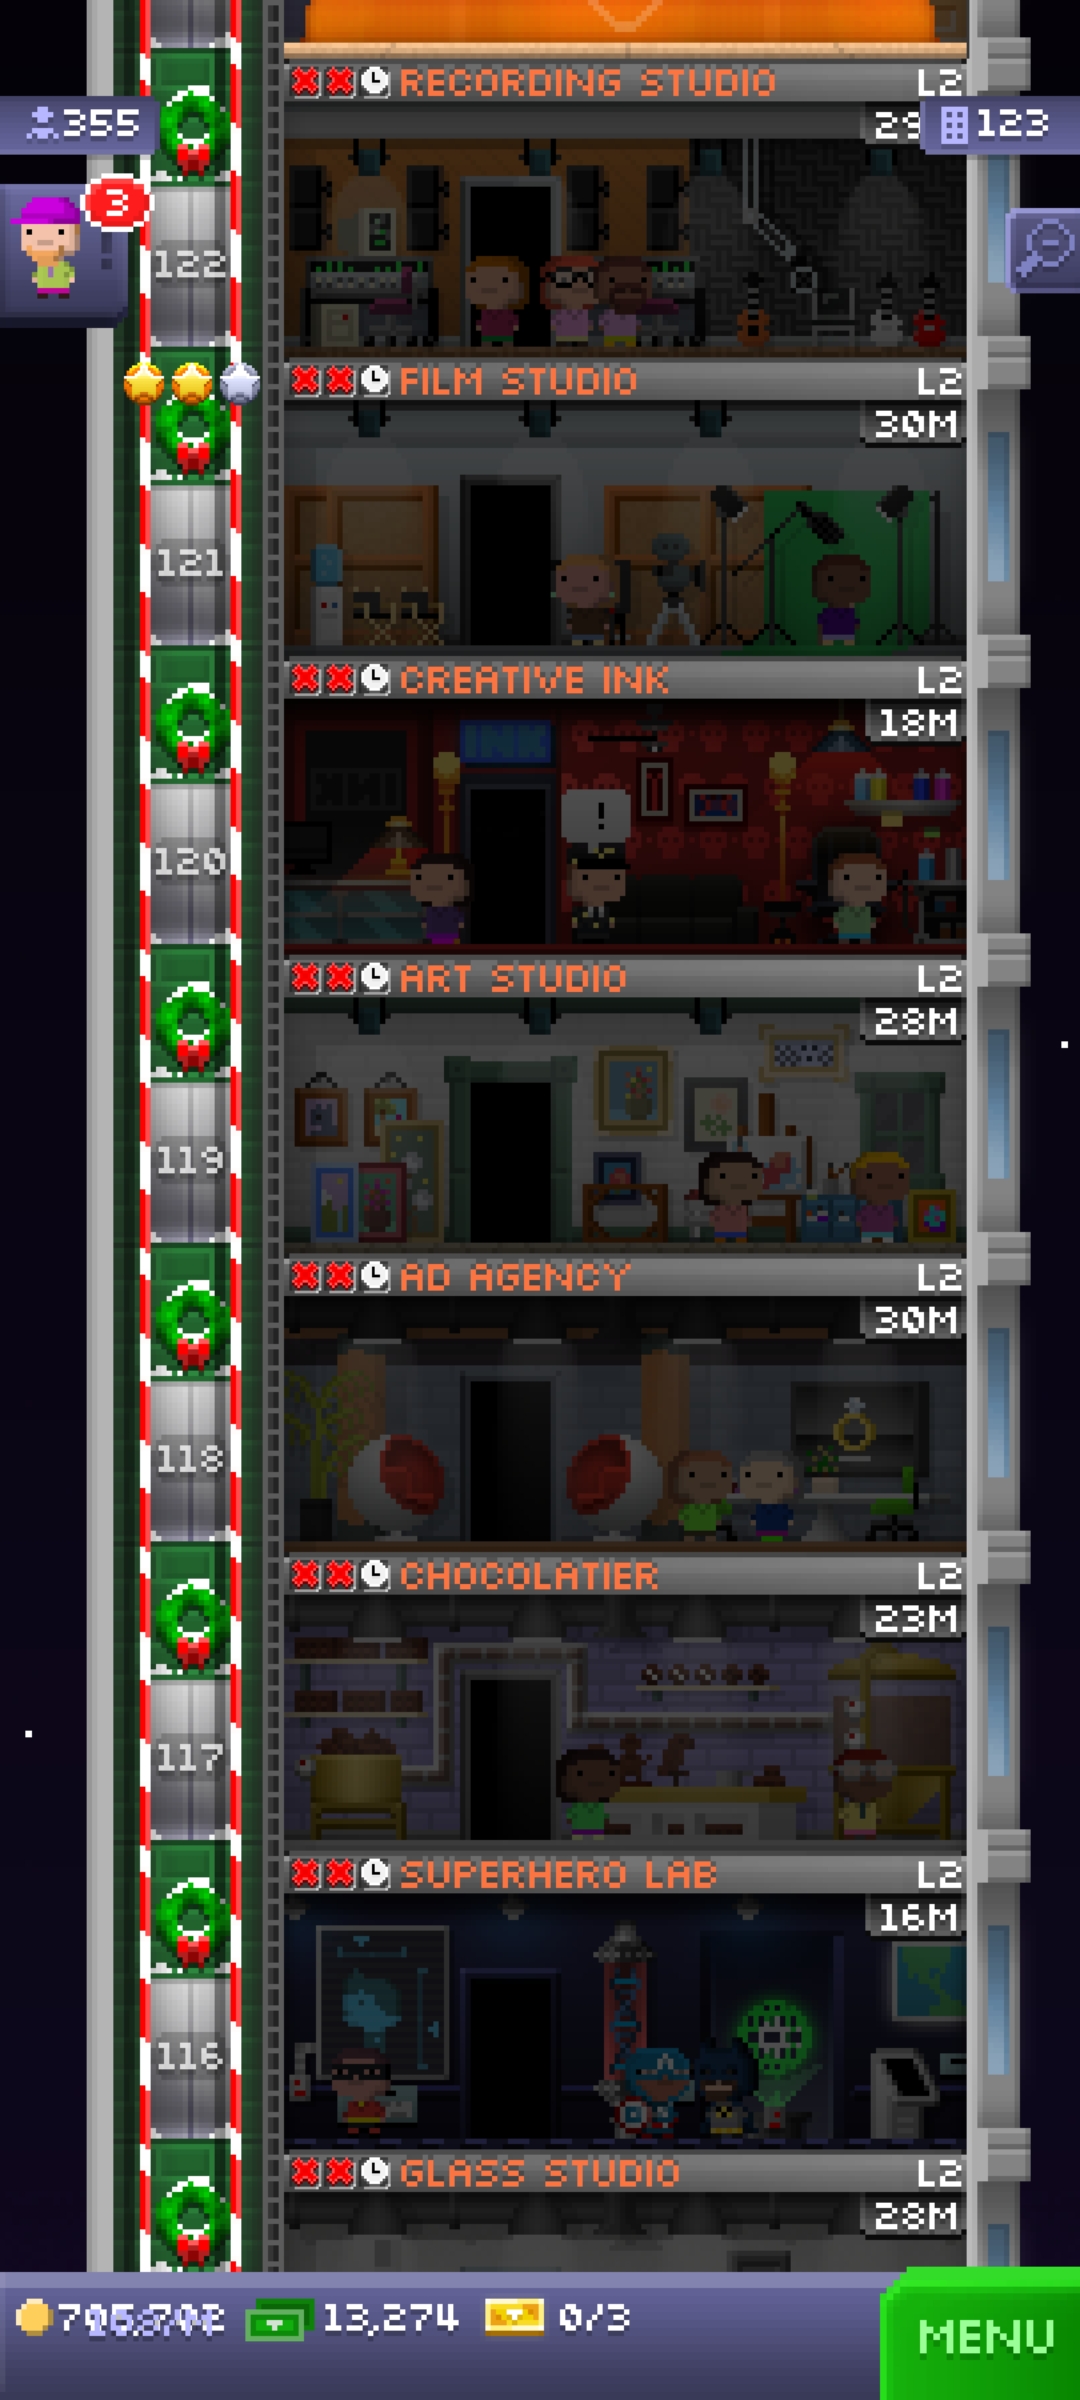 RECORDING STUDIO L2
355
123
3
122
FILM STUDIO L2
30M
121
CREATIVE INK L2
18M
INK
!
120
ART STUDIO L2
28M
119
AD AGENCY L2
30M
118
CHOCOLATIER L2
23M
117
SUPERHERO LAB L2
16M
116
GLASS STUDIO L2
28M
13,274 0/3
MENU